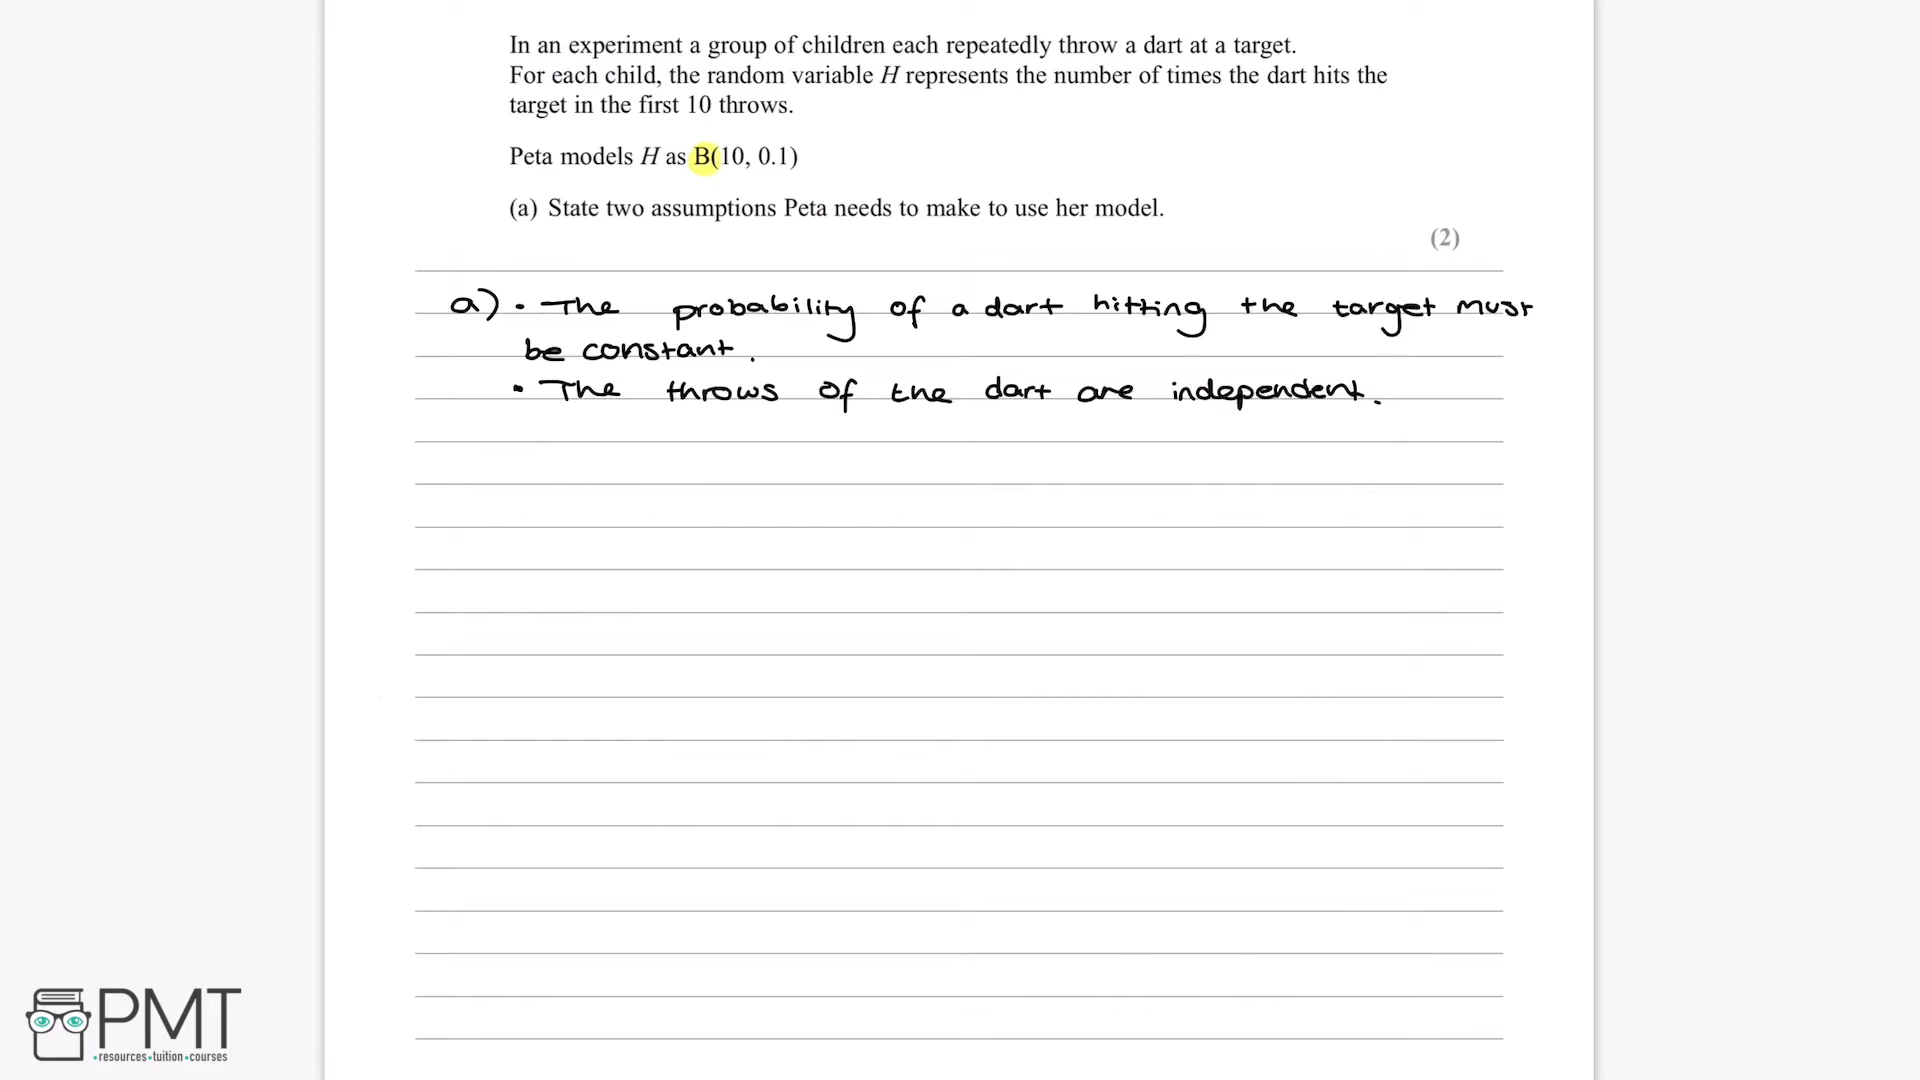 In an experiment a group of children each repeatedly throw a dart at a target.
For each child, the random variable H represents the number of times the dart hits the
target in the first 10 throws.
Peta models H as B(10, 0.1)
(a) State two assumptions Peta needs to make to use her model.
(2)
a) • The probability of a dart hitting the target must
be constant.
• The throws of the dart are independent.
PMT
•resources•tuition•courses